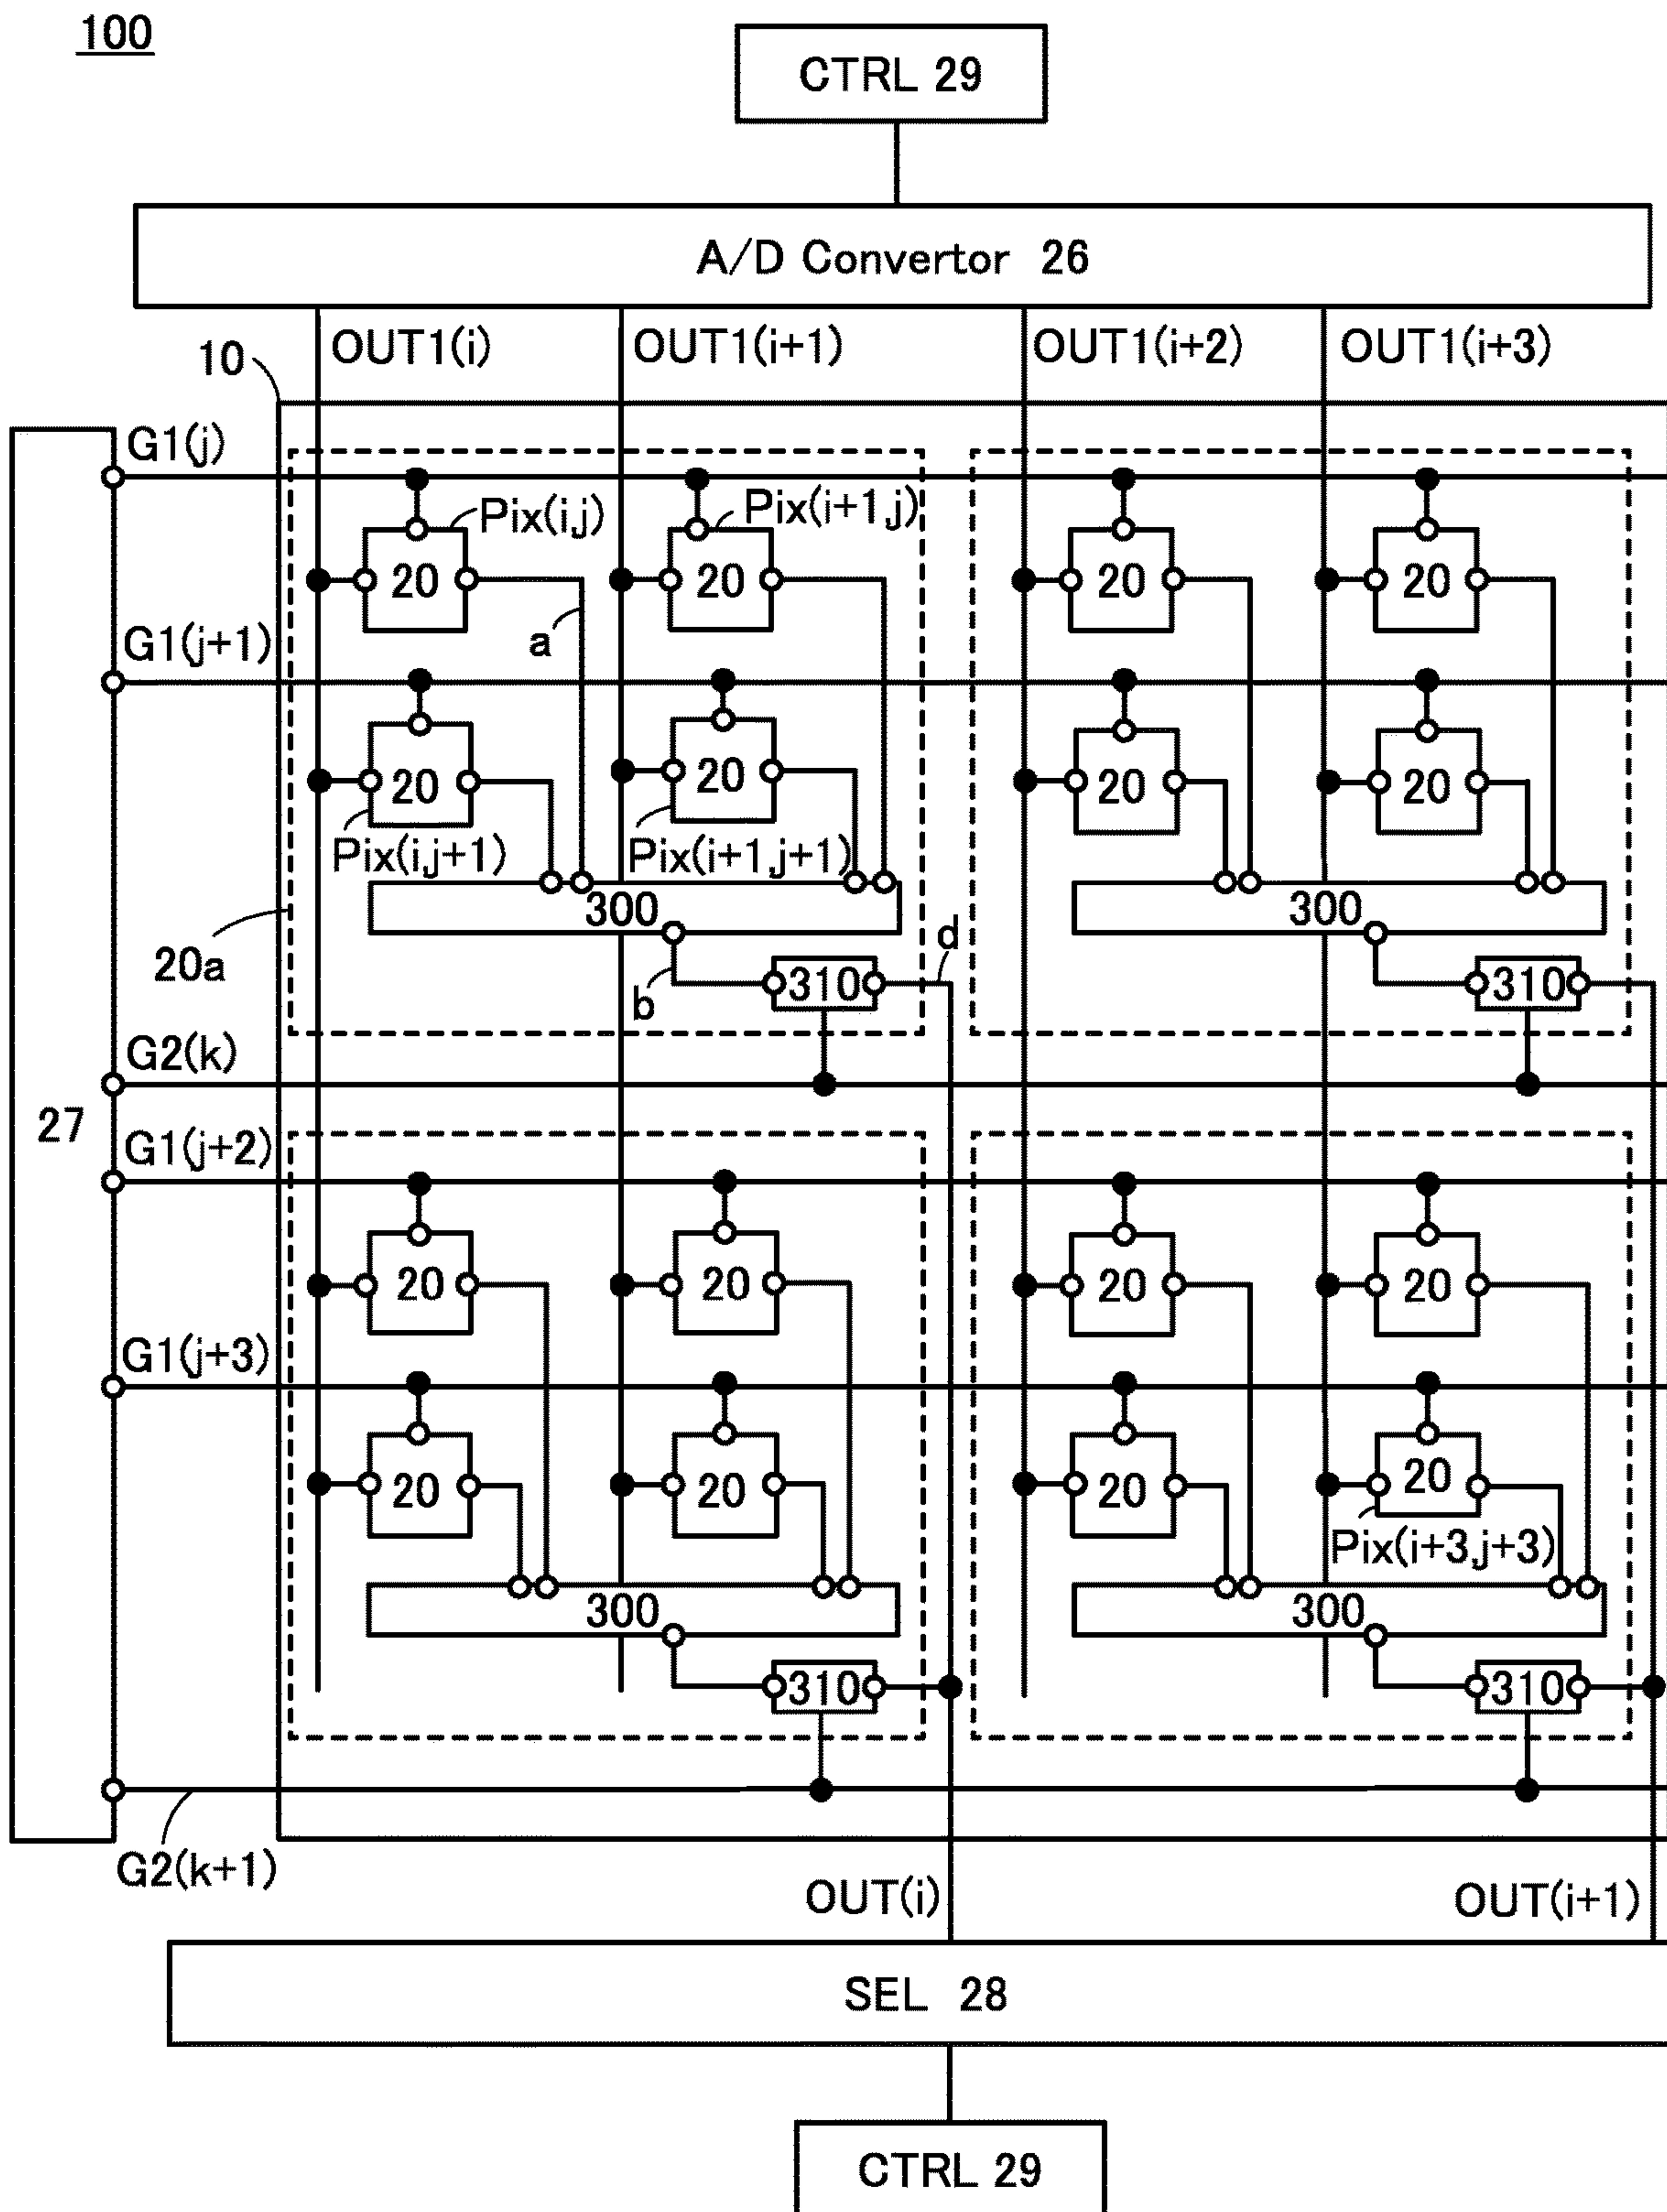 100
CTRL 29
A/D Convertor 26
OUT1(i) OUT1(i+1) OUT1(i+2) OUT1(i+3)
10
G1(j)
Pix(i,j) Pix(i+1,j)
20 20 20 20
a
G1(j+1)
20 20 20 20
Pix(i,j+1) Pix(i+1,j+1)
300 300
20a
d
b 310 310
G2(k)
27
G1(j+2)
20 20 20 20
G1(j+3)
20 20 20 20
Pix(i+3,j+3)
300 300
310 310
G2(k+1)
OUT(i) OUT(i+1)
SEL 28
CTRL 29